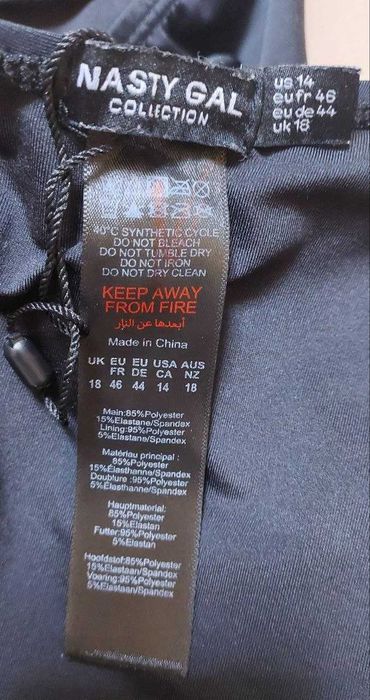 NASTY GAL
COLLECTION
us 14
eu fr 46
eu de 44
uk 18
40°C SYNTHETIC CYCLE
DO NOT BLEACH
DO NOT TUMBLE DRY
DO NOT IRON
DO NOT DRY CLEAN
KEEP AWAY
FROM FIRE
أبعدها عن النار
Made in China
UK EU EU USA AUS
FR DE CA NZ
18 46 44 14 18
Main:85%Polyester
15%Elastane/Spandex
Lining:95%Polyester
5%Elastane/Spandex
Matériau principal :
85%Polyester
15%Elasthanne/Spandex
Doublure :95%Polyester
5%Elasthanne/Spandex
Hauptmaterial:
85%Polyester
15%Elastan
Futter:95%Polyester
5%Elastan
Hoofdstof:85%Polyester
15%Elastaan/Spandex
Voering:95%Polyester
5%Elastaan/Spandex